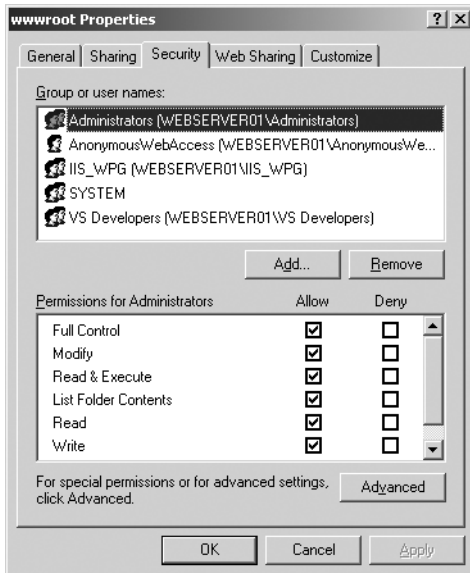 wwwroot Properties
General Sharing Security Web Sharing Customize
Group or user names:
Administrators (WEBSERVER01\Administrators)
AnonymousWebAccess (WEBSERVER01\AnonymousWe...
IIS_WPG (WEBSERVER01\IIS_WPG)
SYSTEM
VS Developers (WEBSERVER01\VS Developers)
Add... Remove
Permissions for Administrators Allow Deny
Full Control
Modify
Read & Execute
List Folder Contents
Read
Write
For special permissions or for advanced settings,
click Advanced.
Advanced
OK Cancel Apply